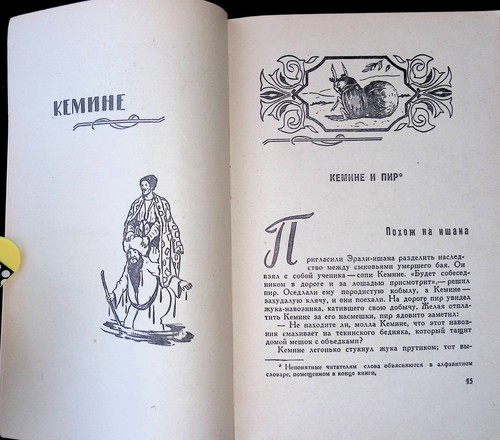 КЕМИНЕ
КЕМИНЕ И ПИР*
Похож на ишана
Пригласили Эрали-ишана разделить наслед-
ство между сыновьями умершего бая. Он
взял с собой ученика — сопи Кемине. «Будет собесед-
ником в дороге и за лошадью присмотрит», — решил
пир. Оседлали ему породистую кобылу, а Кемине —
захудалую клячу, и они поехали. На дороге пир увидел
жука-навозника, катившего свою добычу. Желая отпла-
тить Кемине за его насмешки, пир ядовито заметил:
— Не находите ли, молла Кемине, что этот навоз-
ник смахивает на текинского бедняка, который тащит
домой мешок с объедками?
Кемине легонько стукнул жука прутиком; тот вы-
* Непонятные читателям слова объясняются в алфавитном
словаре, помещенном в конце книги.
15